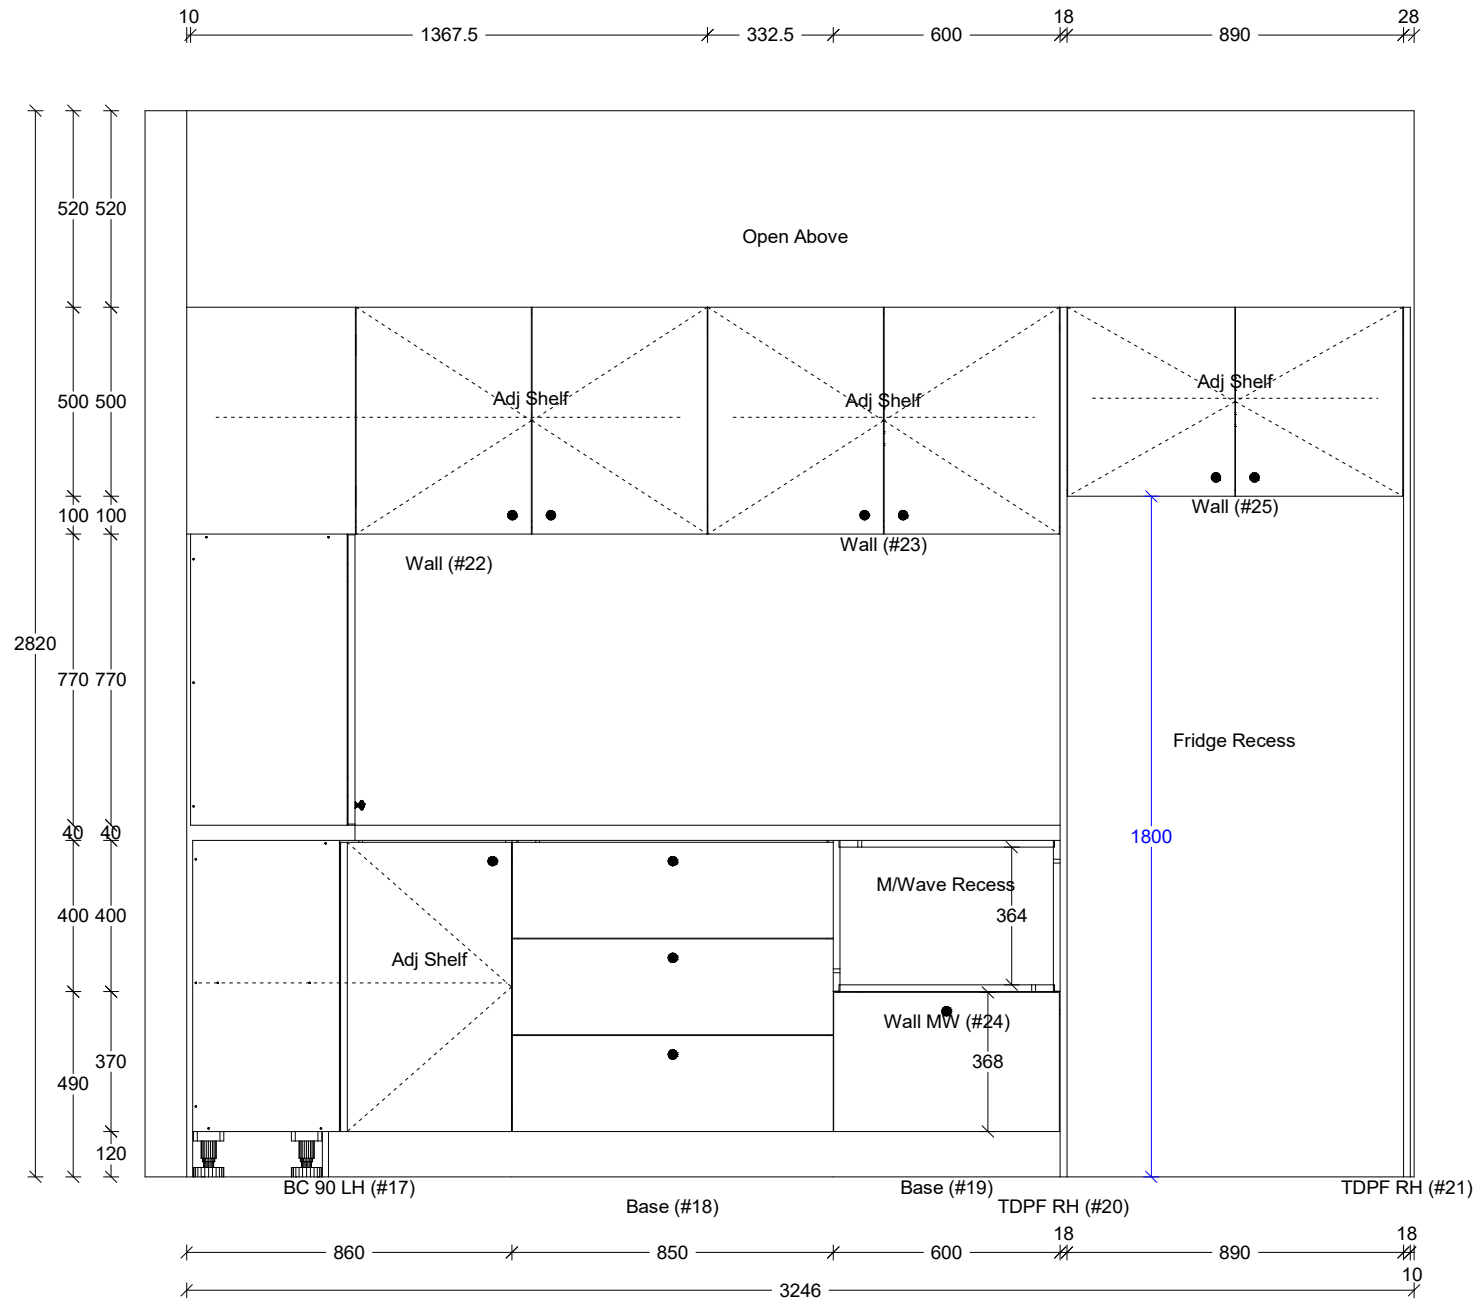 10 18 28
1367.5 332.5 600 890
520 520
Open Above
Adj Shelf
Adj Shelf
Adj Shelf
500 500
100 100
Wall (#25)
Wall (#23)
Wall (#22)
2820
770 770
Fridge Recess
40 40
1800
M/Wave Recess
400 400
364
Adj Shelf
Wall MW (#24)
370
368
490
120
BC 90 LH (#17)
Base (#19)
TDPF RH (#21)
Base (#18)
TDPF RH (#20)
18 18
860 850 600 890
10
3246